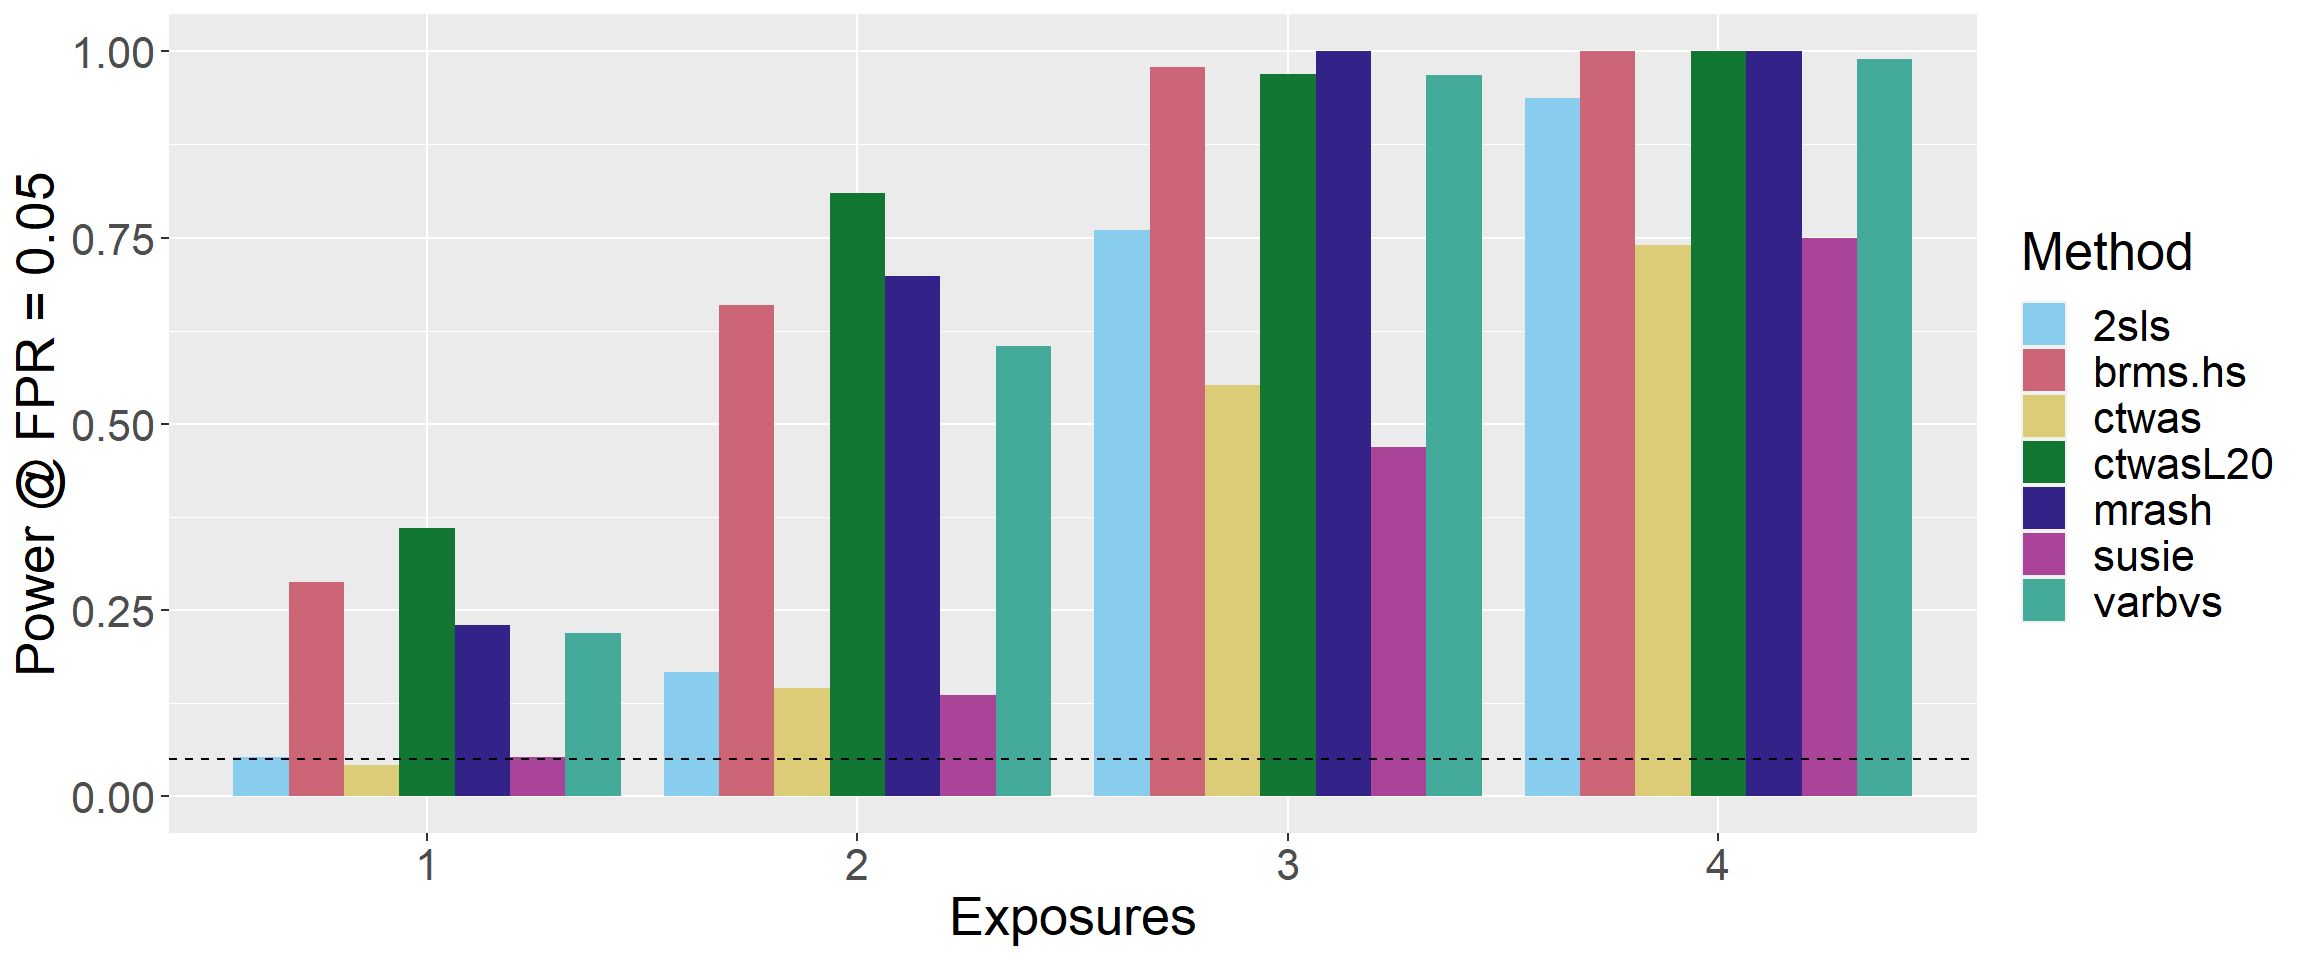 Power @ FPR = 0.05
1.00
0.75
0.50
0.25
0.00
1 2 3 4
Exposures
Method
2sls
brms.hs
ctwas
ctwasL20
mrash
susie
varbvs